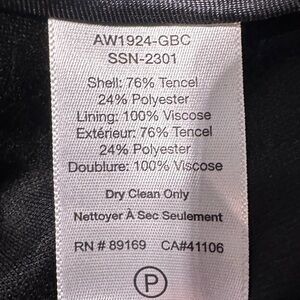 AW1924-GBC
SSN-2301
Shell: 76% Tencel
24% Polyester
Lining: 100% Viscose
Extérieur: 76% Tencel
24% Polyester
Doublure: 100% Viscose
Dry Clean Only
Nettoyer À Sec Seulement
RN # 89169 CA#41106
P